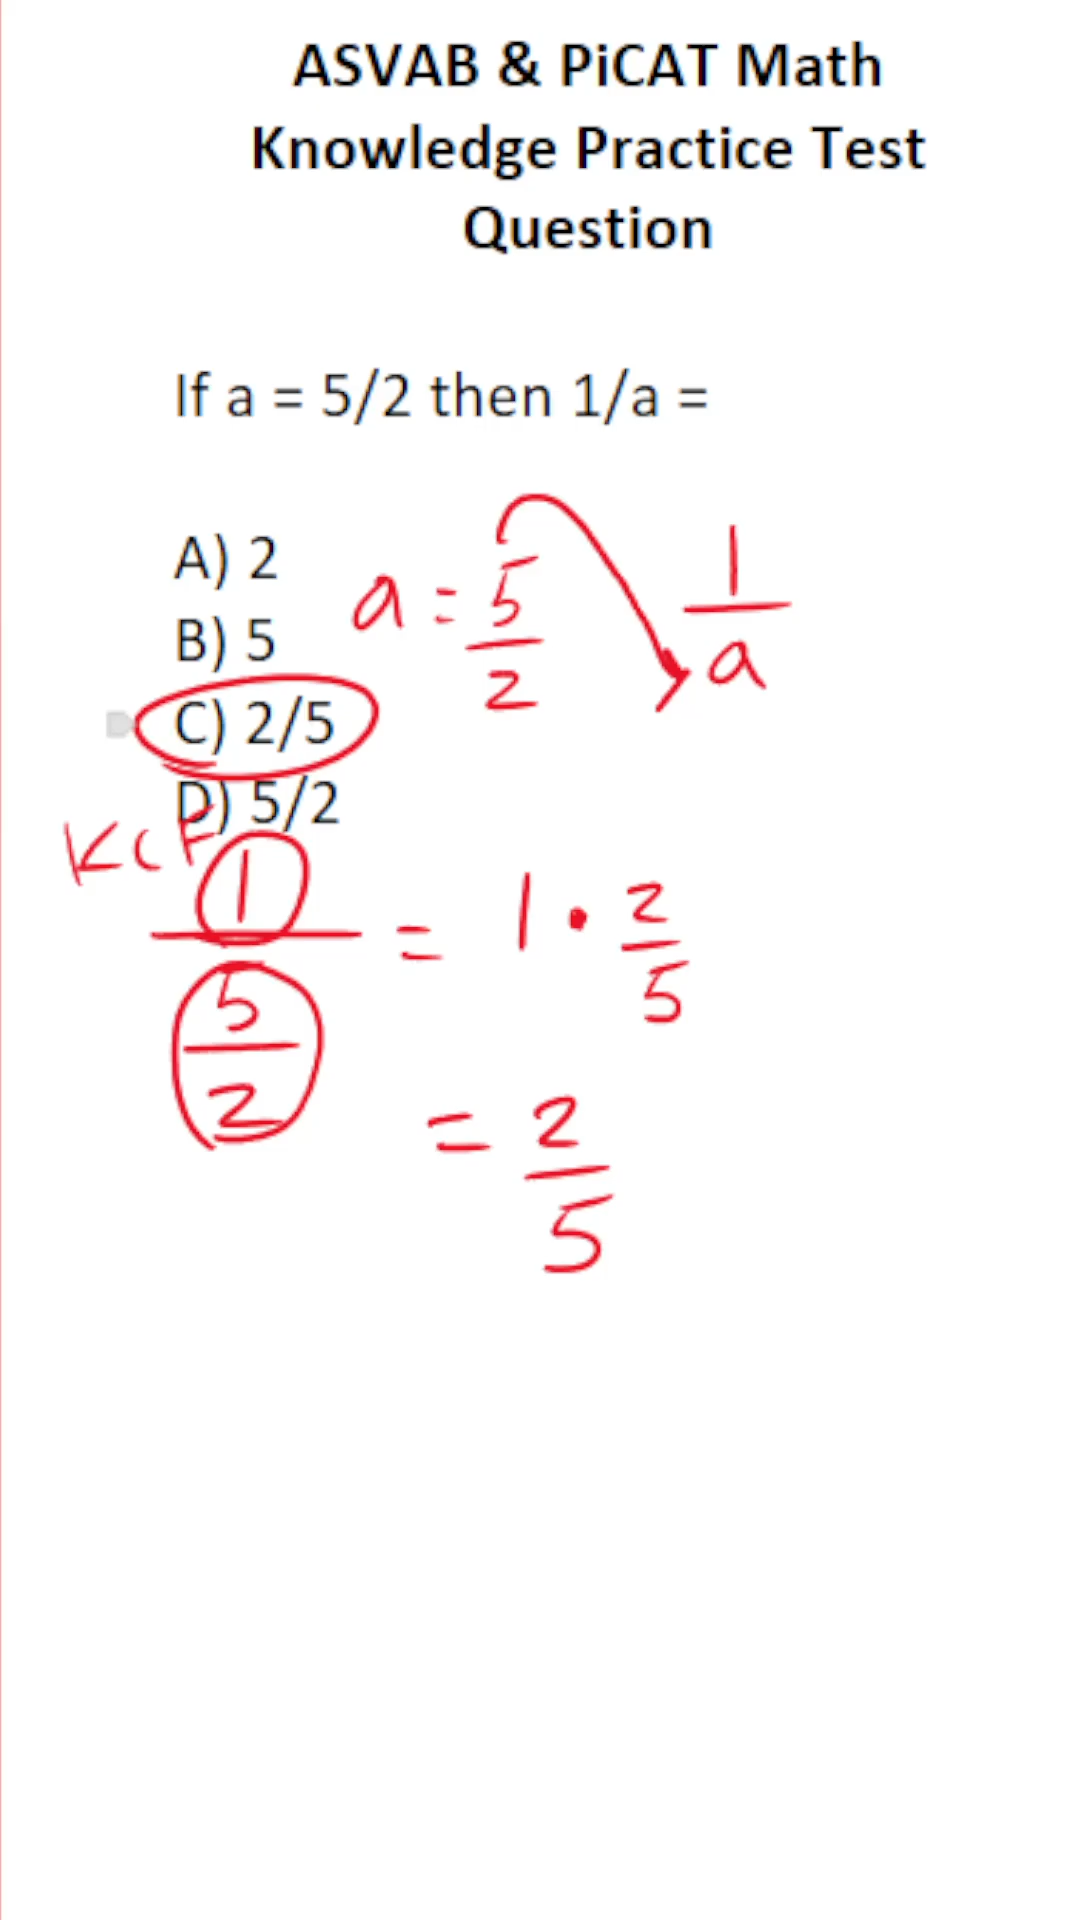 ASVAB & PiCAT Math
Knowledge Practice Test
Question
If a = 5/2 then 1/a =
A) 2
B) 5
C) 2/5
D) 5/2
a = 5/2
1/a
KCF
1/(5/2) = 1 · 2/5
= 2/5